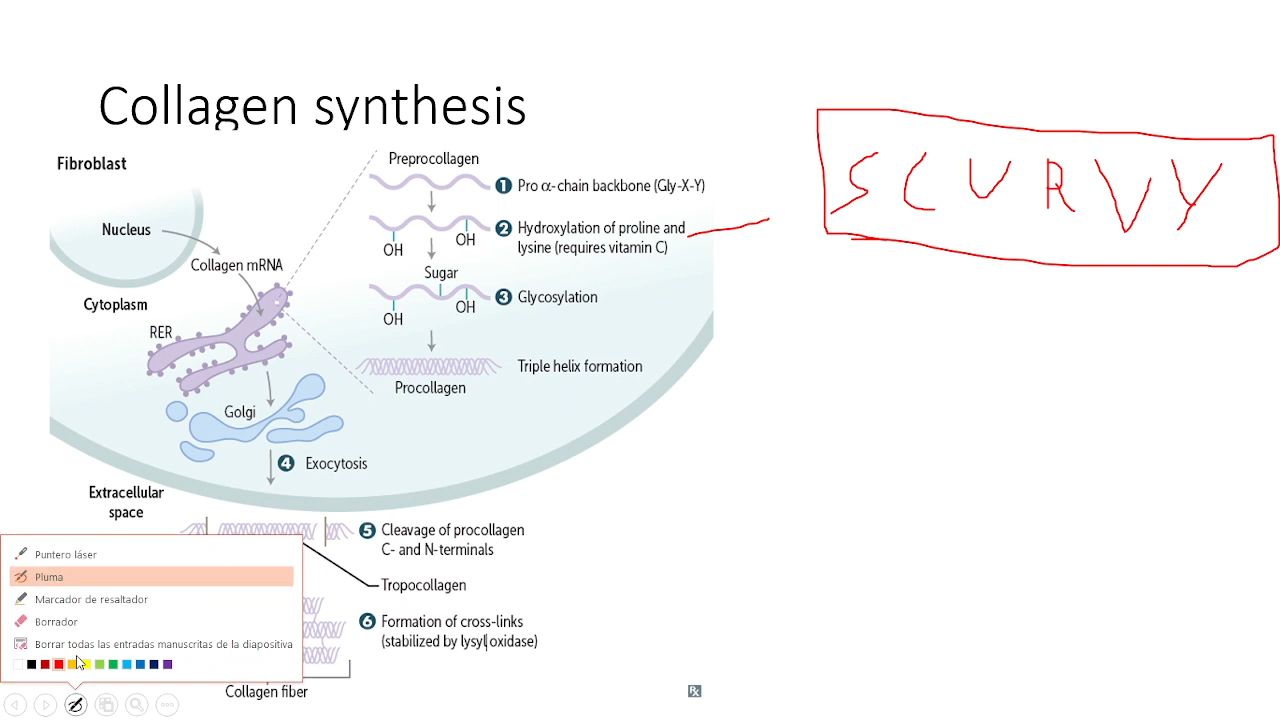 Collagen synthesis
SCURVY
Fibroblast
Nucleus
Collagen mRNA
Cytoplasm
RER
Golgi
4 Exocytosis
Extracellular
space
Preprocollagen
1 Pro α-chain backbone (Gly-X-Y)
2 Hydroxylation of proline and
lysine (requires vitamin C)
OH
OH
Sugar
3 Glycosylation
OH
OH
Triple helix formation
Procollagen
5 Cleavage of procollagen
C- and N-terminals
Tropocollagen
6 Formation of cross-links
(stabilized by lysyl oxidase)
Collagen fiber
Puntero láser
Pluma
Marcador de resaltador
Borrador
Borrar todas las entradas manuscritas de la diapositiva
Rx